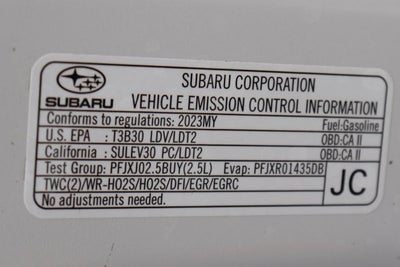 SUBARU CORPORATION
SUBARU VEHICLE EMISSION CONTROL INFORMATION
Conforms to regulations: 2023MY Fuel:Gasoline
U.S. EPA : T3B30 LDV/LDT2 OBD:CA II
California : SULEV30 PC/LDT2 OBD:CA II
Test Group: PFJXJ02.5BUY(2.5L) Evap: PFJXR01435DB
TWC(2)/WR-HO2S/HO2S/DFI/EGR/EGRC JC
No adjustments needed.